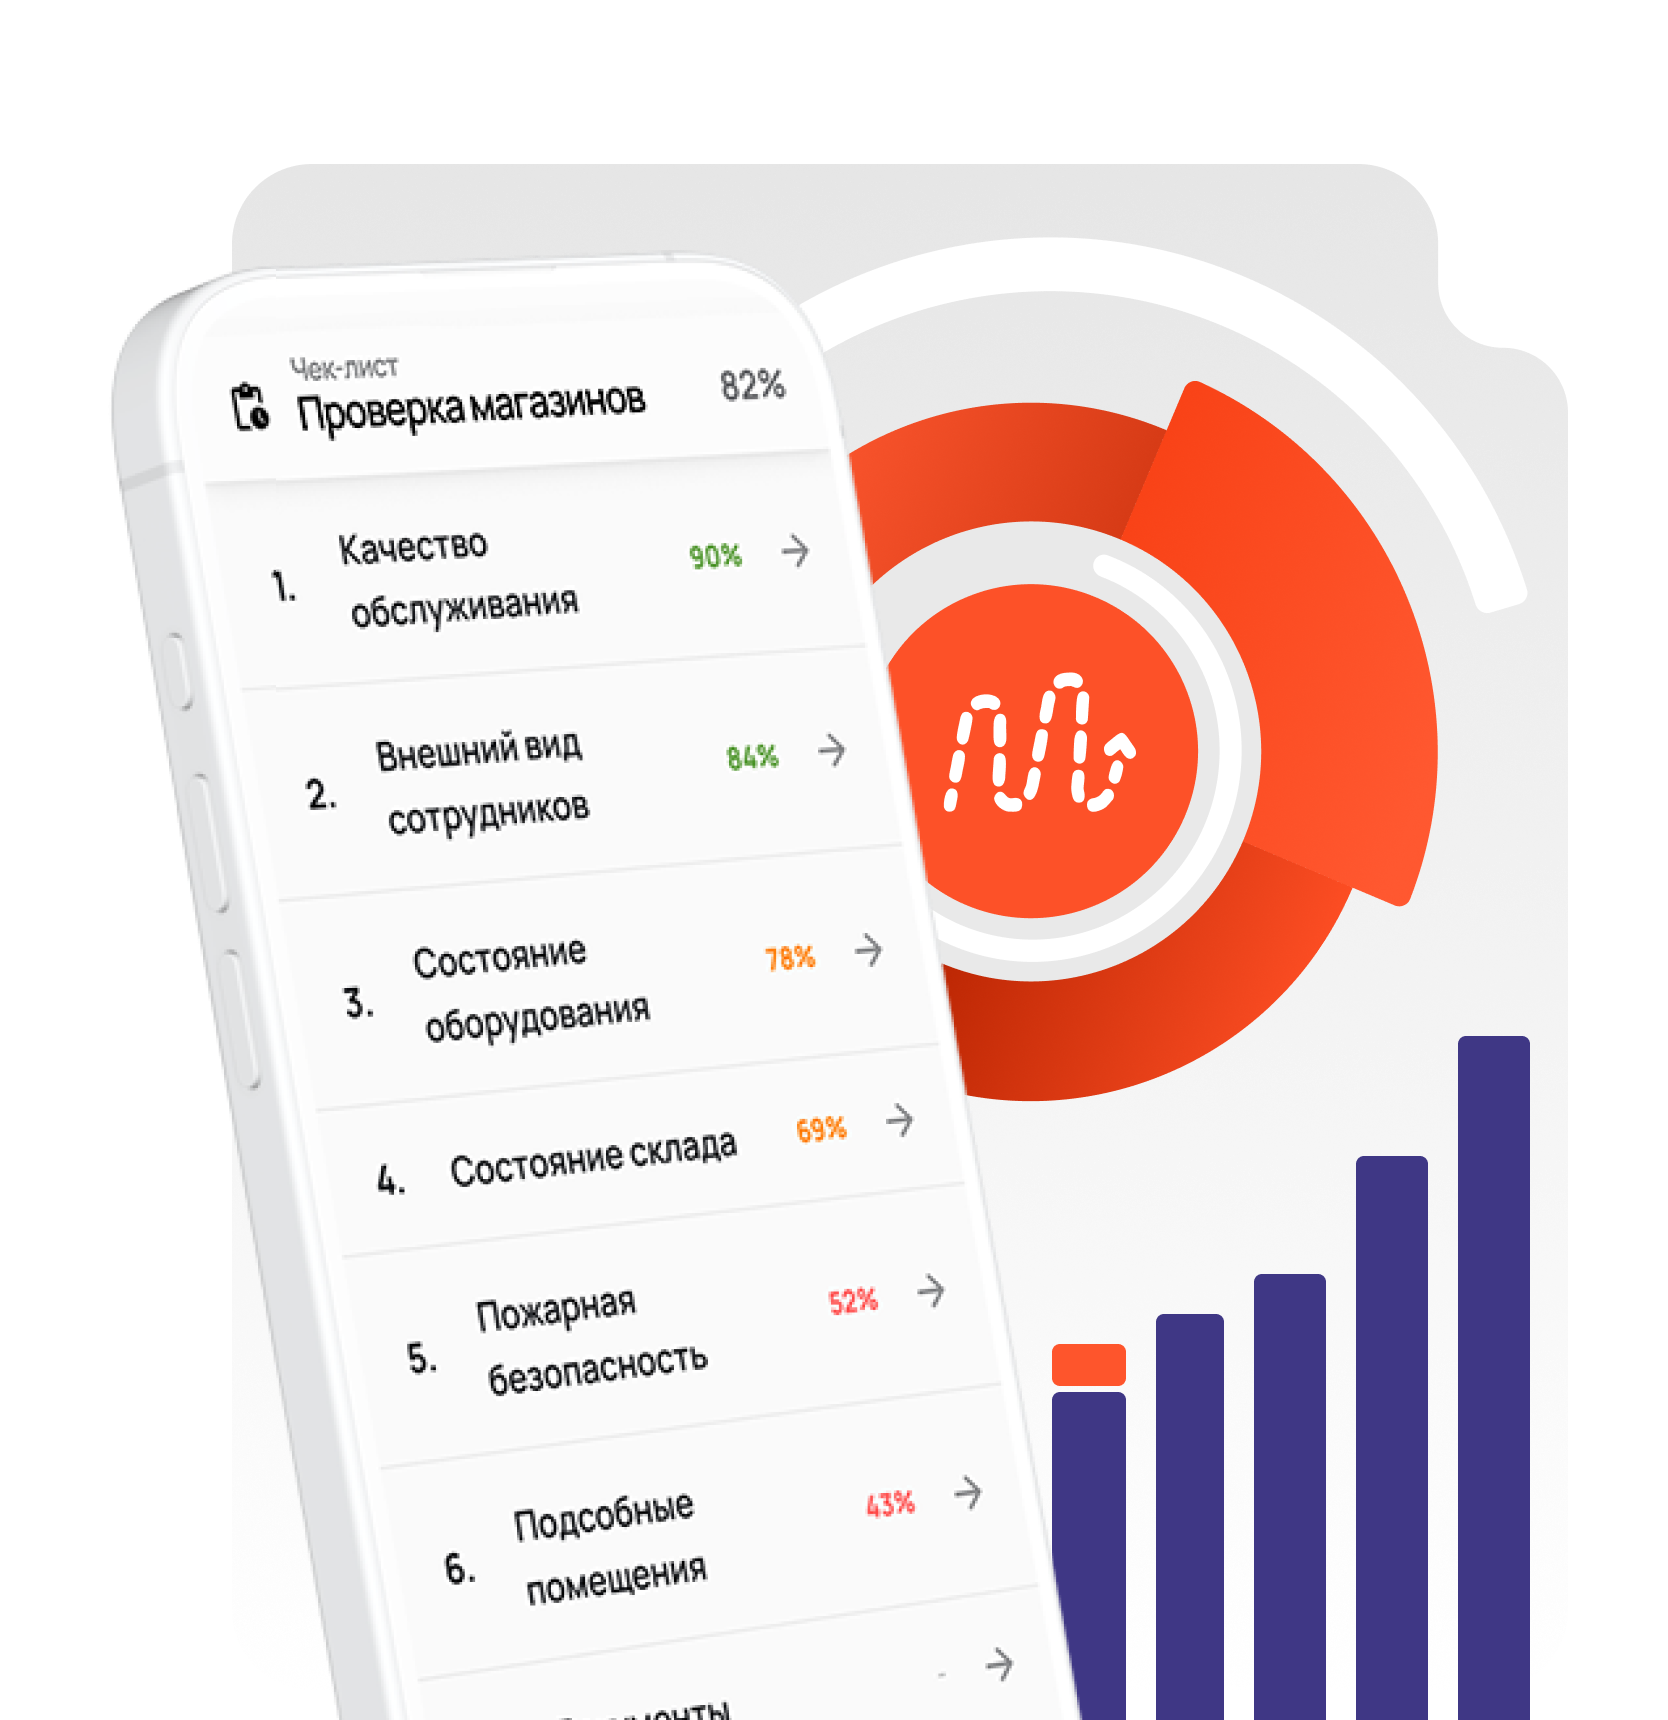 Чек-лист
Проверка магазинов 82%
1. Качество
обслуживания 90%
2. Внешний вид
сотрудников 84%
3. Состояние
оборудования 78%
4. Состояние склада 69%
5. Пожарная
безопасность 52%
6. Подсобные
помещения 43%
-